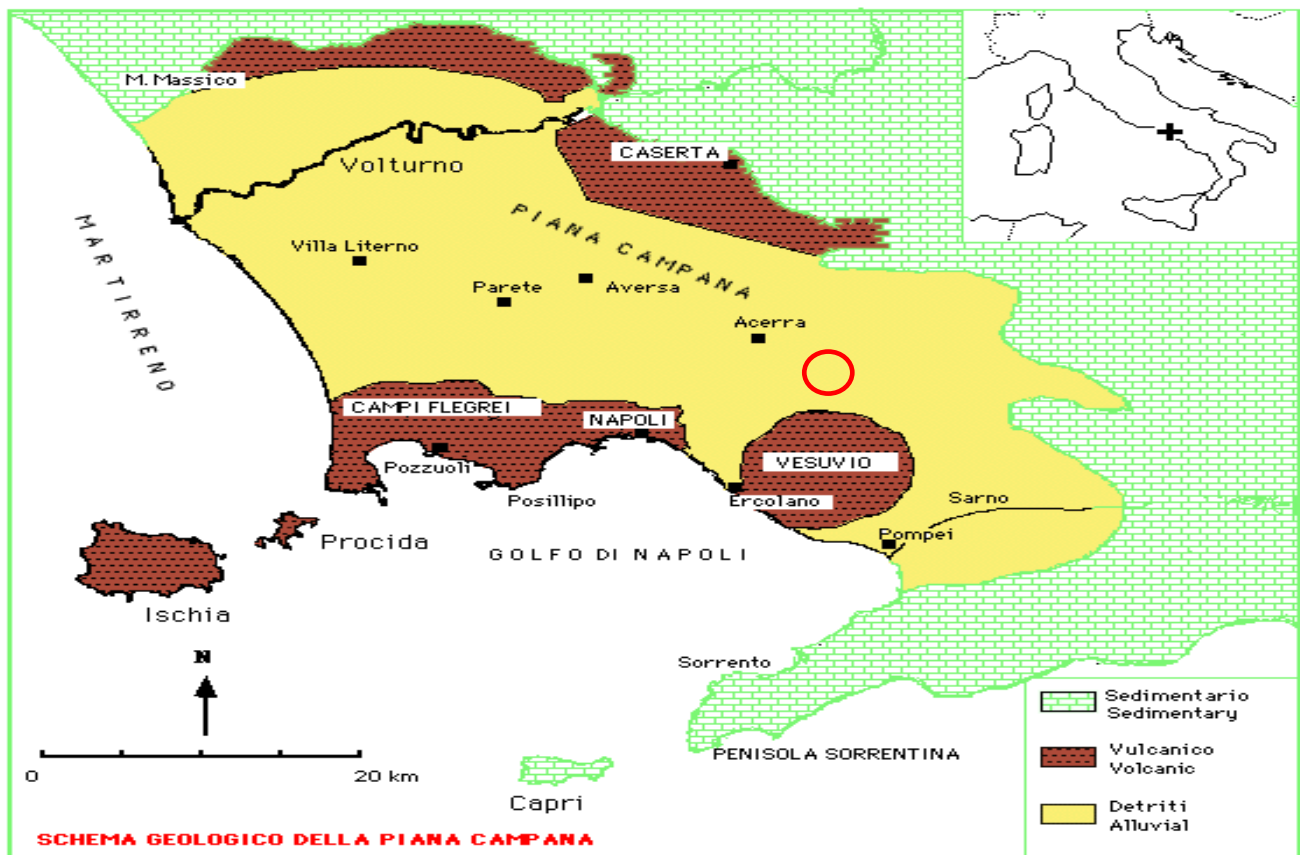 M. Massico
CASERTA
Volturno
PIANA CAMPANA
MAR TIRRENO
Villa Literno
Parete
Aversa
Acerra
CAMPI FLEGREI
NAPOLI
Pozzuoli
Posillipo
VESUVIO
Ercolano
Sarno
Pompei
Procida
GOLFO DI NAPOLI
Ischia
N
Sorrento
0
20 km
PENISOLA SORRENTINA
Capri
Sedimentario
Sedimentary
Vulcanico
Volcanic
Detriti
Alluvial
SCHEMA GEOLOGICO DELLA PIANA CAMPANA